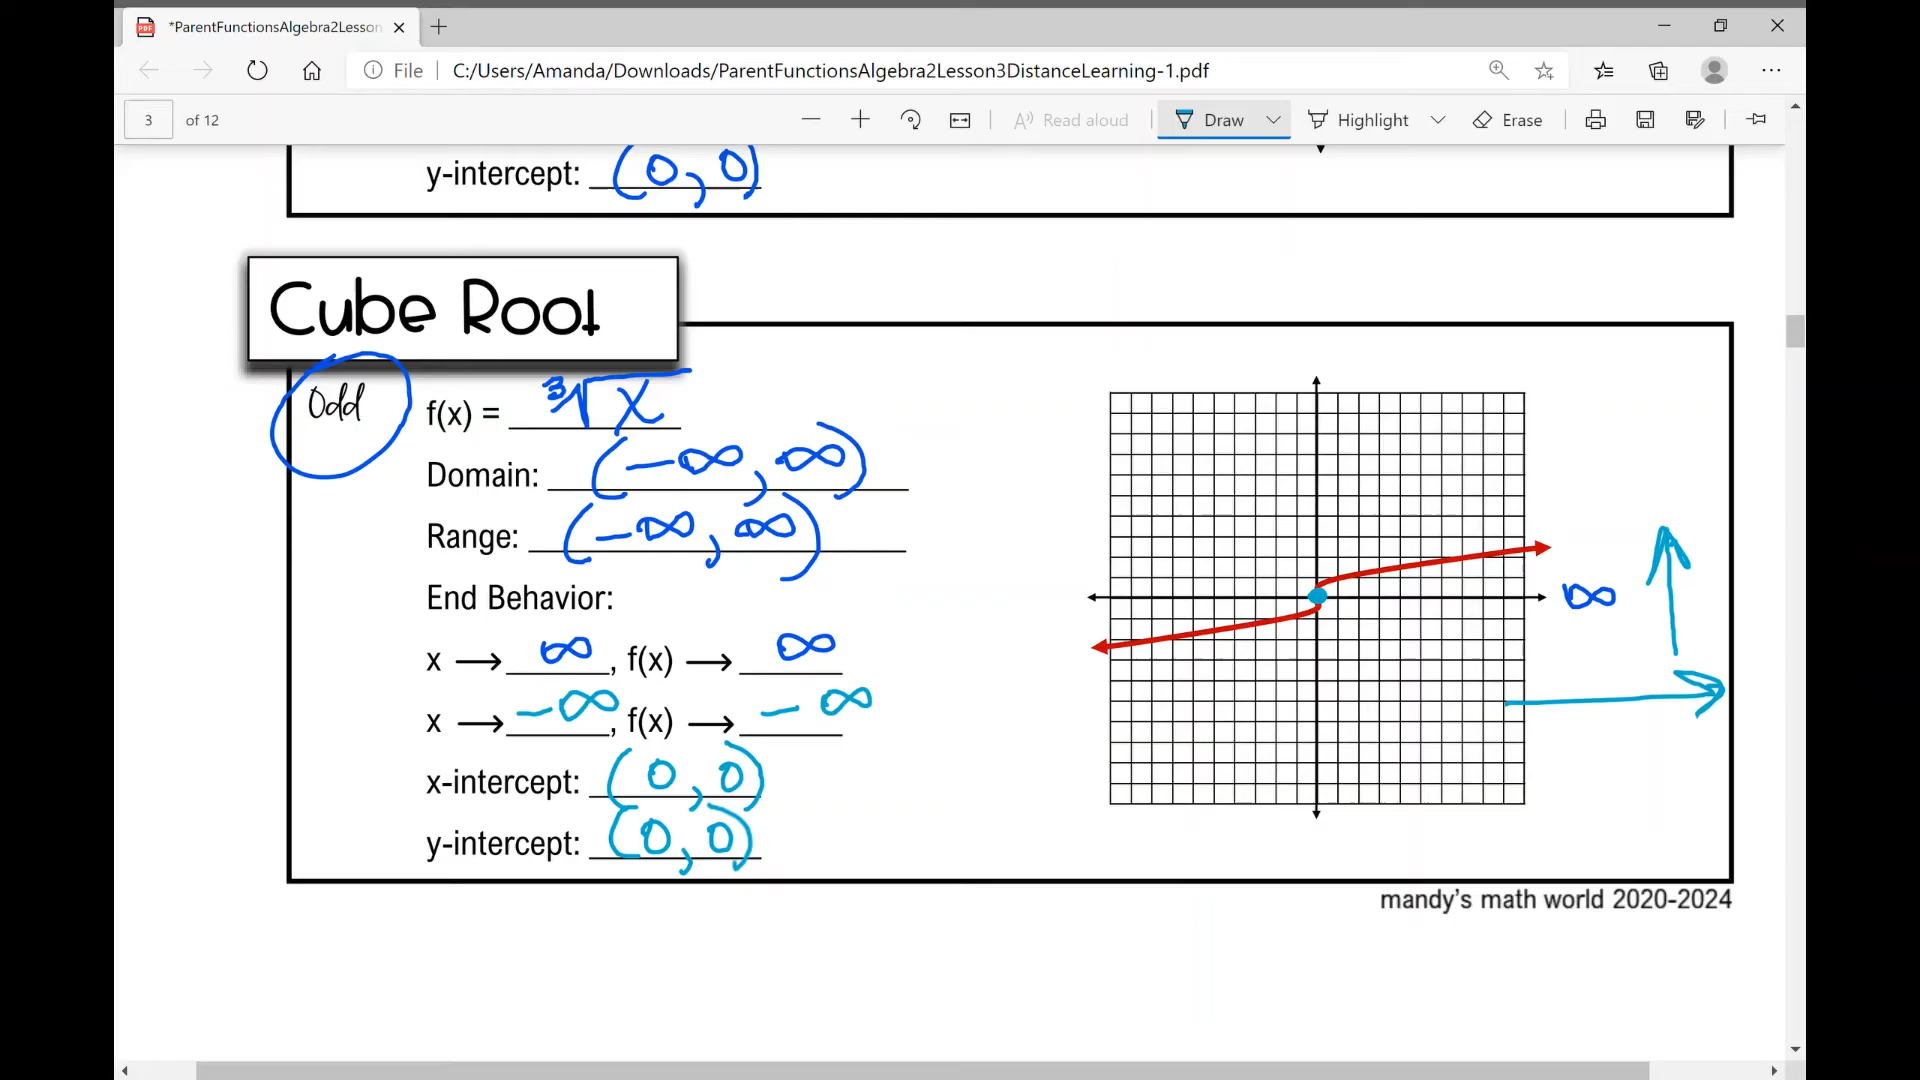 *ParentFunctionsAlgebra2Lesson
File C:/Users/Amanda/Downloads/ParentFunctionsAlgebra2Lesson3DistanceLearning-1.pdf
3 of 12 Read aloud Draw Highlight Erase
y-intercept: (0, 0)
Cube Root
Odd
f(x) = ∛x
Domain: (-∞, ∞)
Range: (-∞, ∞)
End Behavior:
x → ∞, f(x) → ∞
x → -∞, f(x) → -∞
x-intercept: (0, 0)
y-intercept: (0, 0)
∞
mandy's math world 2020-2024